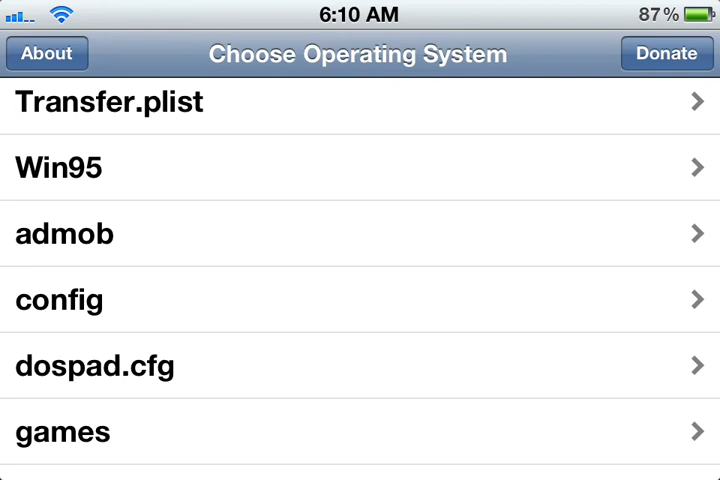 6:10 AM
87%
About
Choose Operating System
Donate
Transfer.plist
Win95
admob
config
dospad.cfg
games